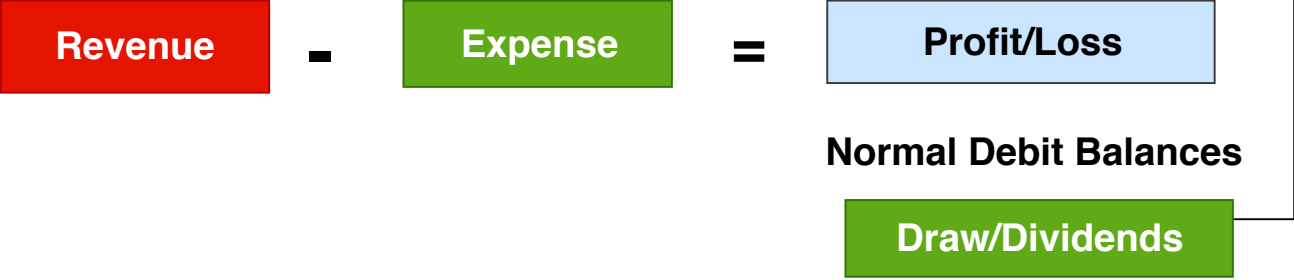 Revenue - Expense = Profit/Loss
Normal Debit Balances
Draw/Dividends